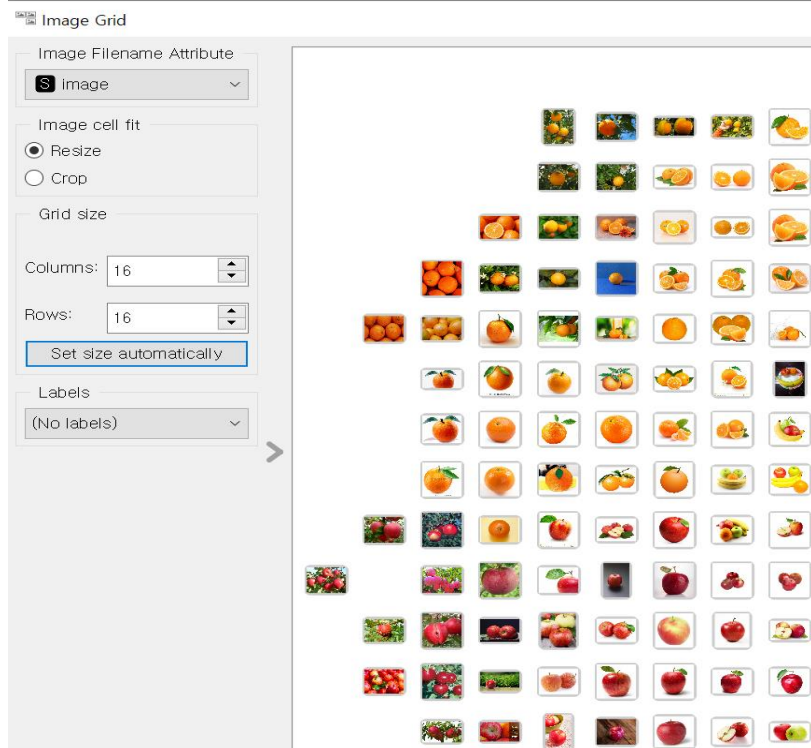 Image Grid
Image Filename Attribute
S image
Image cell fit
Resize
Crop
Grid size
Columns: 16
Rows: 16
Set size automatically
Labels
(No labels)